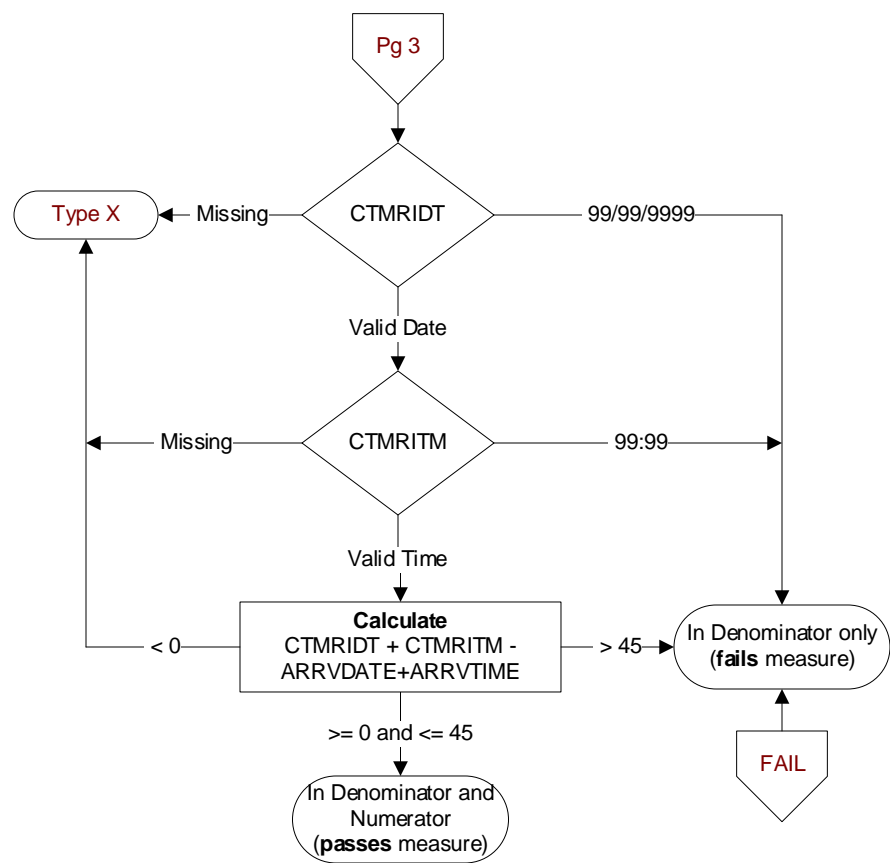 Pg 3
Type X
Missing
CTMRIDT
99/99/9999
Valid Date
Missing
CTMRITM
99:99
Valid Time
< 0
Calculate
CTMRIDT + CTMRITM -
ARRVDATE+ARRVTIME
> 45
In Denominator only
(fails measure)
>= 0 and <= 45
FAIL
In Denominator and
Numerator
(passes measure)